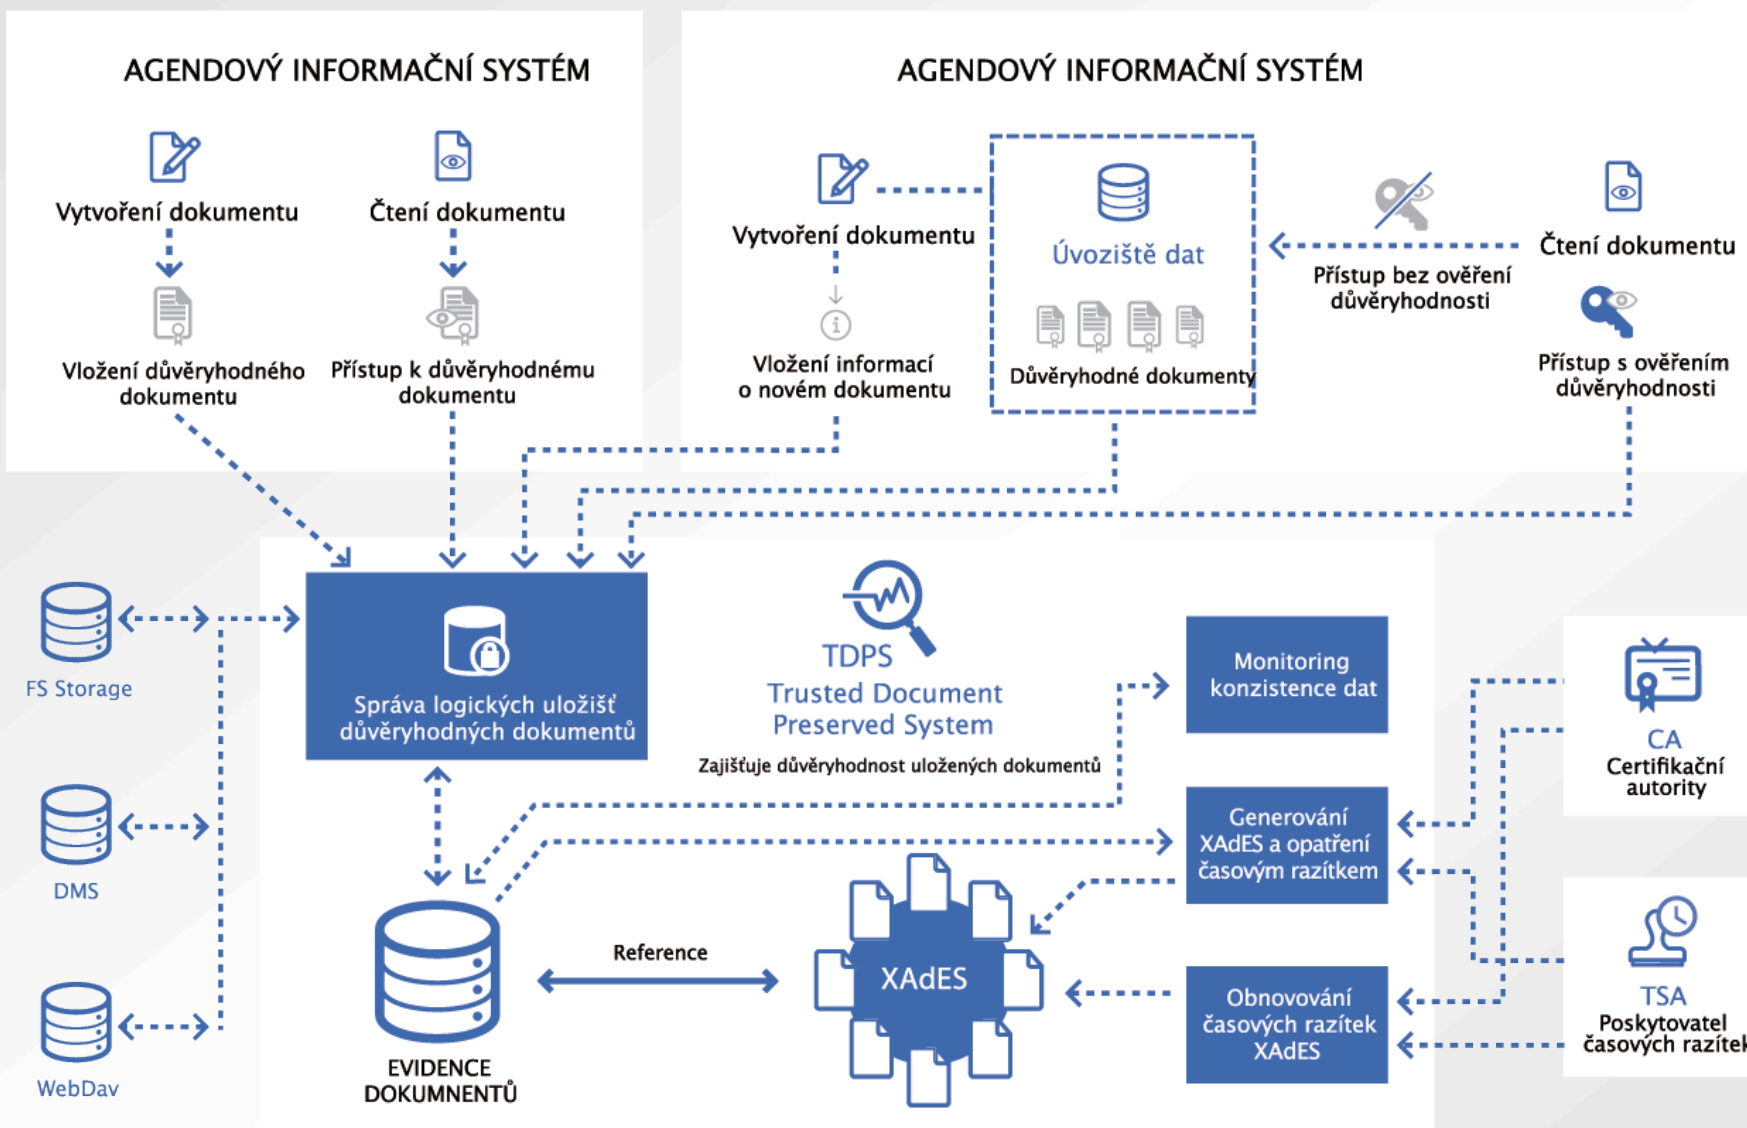 AGENDOVÝ INFORMAČNÍ SYSTÉM
Vytvoření dokumentu
Čtení dokumentu
Vložení důvěryhodného
dokumentu
Přístup k důvěryhodnému
dokumentu
AGENDOVÝ INFORMAČNÍ SYSTÉM
Vytvoření dokumentu
Vložení informací
o novém dokumentu
Úvoziště dat
Důvěryhodné dokumenty
Přístup bez ověření
důvěryhodnosti
Čtení dokumentu
Přístup s ověřením
důvěryhodnosti
FS Storage
DMS
WebDav
Správa logických uložišť
důvěryhodných dokumentů
TDPS
Trusted Document
Preserved System
Zajišťuje důvěryhodnost uložených dokumentů
Monitoring
konzistence dat
Generování
XAdES a opatření
časovým razítkem
Obnovování
časových razítek
XAdES
EVIDENCE
DOKUMNENTŮ
Reference
XAdES
CA
Certifikační
autority
TSA
Poskytovatel
časových razítek